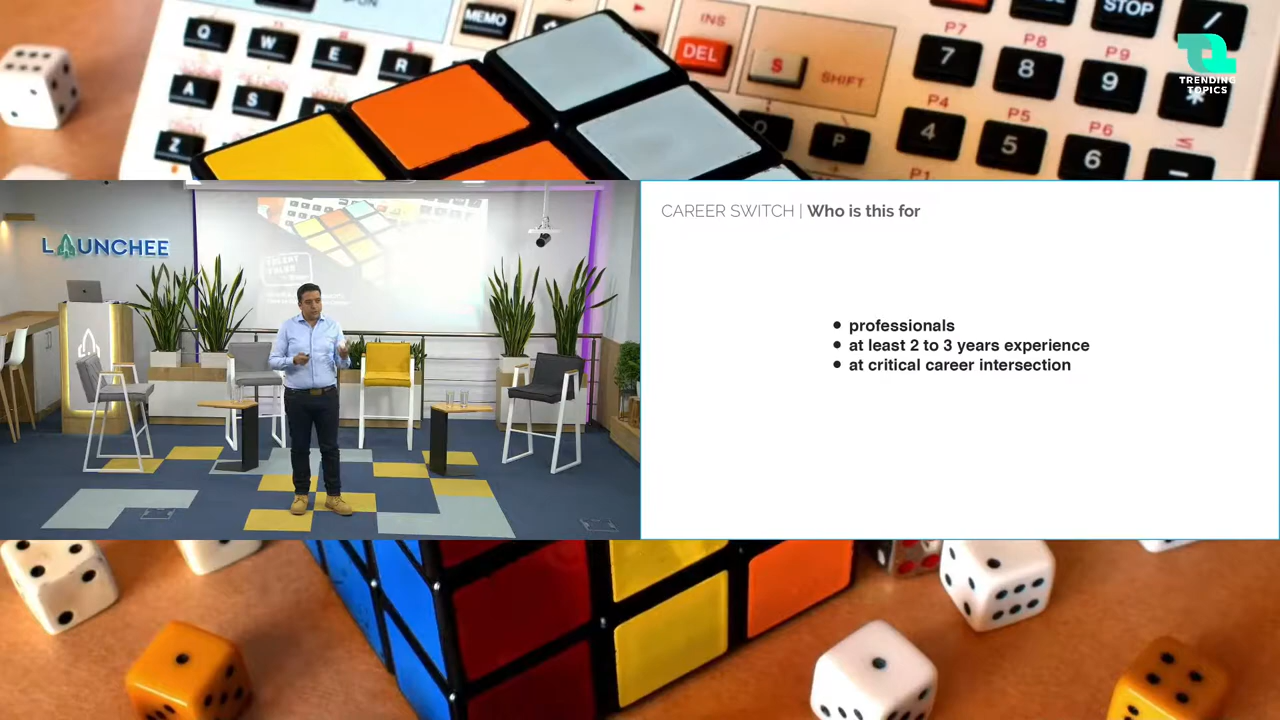 MEMO
INS
DEL
S
SHIFT
STOP
/
Q
W
E
R
A
S
Z
O
P
P7
P8
P9
7
8
9
*
P4
P5
P6
4
5
6
P1
TRENDING
TOPICS
LAUNCHEE
CAREER SWITCH | Who is this for
• professionals
• at least 2 to 3 years experience
• at critical career intersection